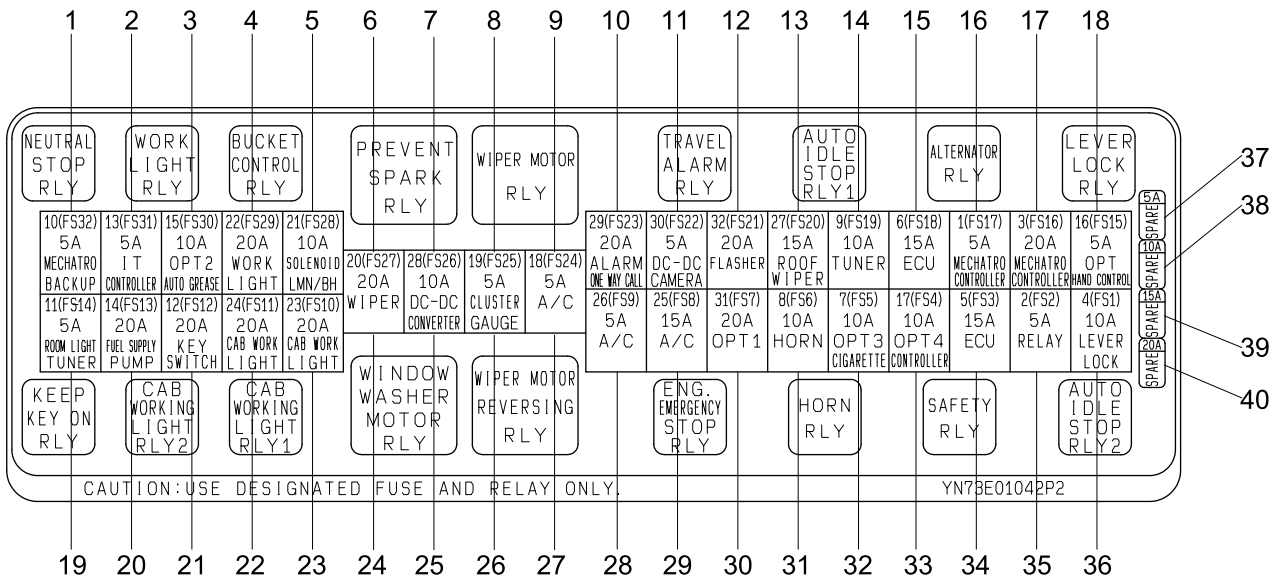 1 2 3 4 5 6 7 8 9 10 11 12 13 14 15 16 17 18
NEUTRAL
STOP
RLY
WORK
LIGHT
RLY
BUCKET
CONTROL
RLY
PREVENT
SPARK
RLY
WIPER MOTOR
RLY
TRAVEL
ALARM
RLY
AUTO
IDLE
STOP
RLY1
ALTERNATOR
RLY
LEVER
LOCK
RLY
10(FS32)
5A
MECHATRO
BACKUP
13(FS31)
5A
IT
CONTROLLER
15(FS30)
10A
OPT2
AUTO GREASE
22(FS29)
20A
WORK
LIGHT
21(FS28)
10A
SOLENOID
LMN/BH
20(FS27)
20A
WIPER
28(FS26)
10A
DC-DC
CONVERTER
19(FS25)
5A
CLUSTER
GAUGE
18(FS24)
5A
A/C
29(FS23)
20A
ALARM
ONE WAY CALL
30(FS22)
5A
DC-DC
CAMERA
32(FS21)
20A
FLASHER
27(FS20)
15A
ROOF
WIPER
9(FS19)
10A
TUNER
6(FS18)
15A
ECU
1(FS17)
5A
MECHATRO
CONTROLLER
3(FS16)
20A
MECHATRO
CONTROLLER
16(FS15)
5A
OPT
HAND CONTROL
5A
SPARE
37
10A
SPARE
38
15A
SPARE
39
20A
SPARE
40
11(FS14)
5A
ROOM LIGHT
TUNER
14(FS13)
20A
FUEL SUPPLY
PUMP
12(FS12)
20A
KEY
SWITCH
24(FS11)
20A
CAB WORK
LIGHT
23(FS10)
20A
CAB WORK
LIGHT
26(FS9)
5A
A/C
25(FS8)
15A
A/C
31(FS7)
20A
OPT1
8(FS6)
10A
HORN
7(FS5)
10A
OPT3
CIGARETTE
17(FS4)
10A
OPT4
CONTROLLER
5(FS3)
15A
ECU
2(FS2)
5A
RELAY
4(FS1)
10A
LEVER
LOCK
KEEP
KEY ON
RLY
CAB
WORKING
LIGHT
RLY2
CAB
WORKING
LIGHT
RLY1
WINDOW
WASHER
MOTOR
RLY
WIPER MOTOR
REVERSING
RLY
ENG.
EMERGENCY
STOP
RLY
HORN
RLY
SAFETY
RLY
AUTO
IDLE
STOP
RLY2
CAUTION:USE DESIGNATED FUSE AND RELAY ONLY.
YN73E01042P2
19 20 21 22 23 24 25 26 27 28 29 30 31 32 33 34 35 36